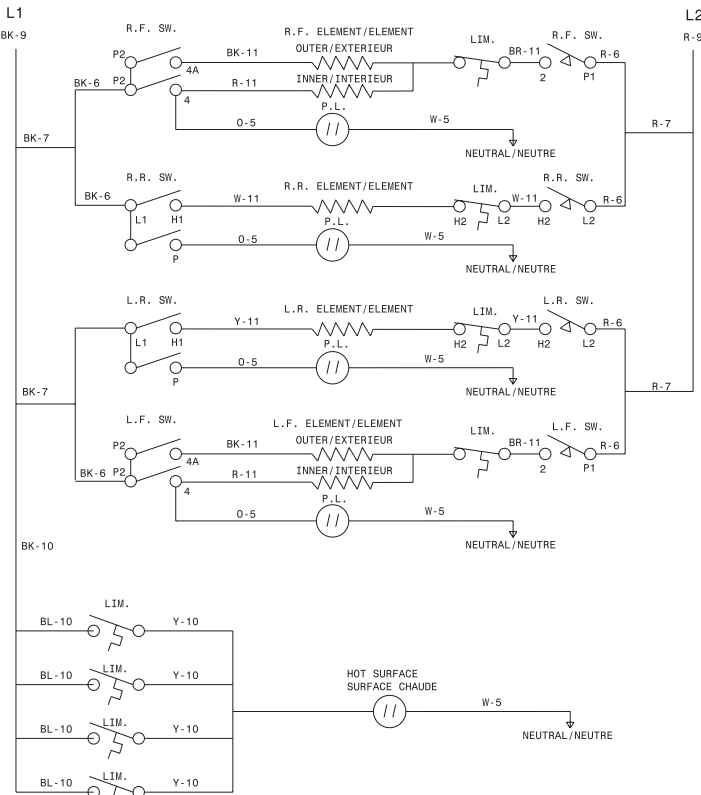 L1
L2
BK-9
R-9
R.F. SW.
R.F. ELEMENT/ELEMENT
OUTER/EXTERIEUR
LIM.
R.F. SW.
P2
BK-11
BR-11
R-6
4A
INNER/INTERIEUR
2
P1
BK-6
P2
R-11
4
P.L.
O-5
W-5
R-7
BK-7
NEUTRAL/NEUTRE
R.R. SW.
R.R. ELEMENT/ELEMENT
LIM.
R.R. SW.
BK-6
W-11
W-11
R-6
L1
H1
P.L.
H2
L2
H2
L2
O-5
W-5
P
NEUTRAL/NEUTRE
L.R. SW.
L.R. ELEMENT/ELEMENT
LIM.
L.R. SW.
Y-11
Y-11
R-6
L1
H1
P.L.
H2
L2
H2
L2
O-5
W-5
P
BK-7
R-7
NEUTRAL/NEUTRE
L.F. SW.
L.F. ELEMENT/ELEMENT
OUTER/EXTERIEUR
LIM.
L.F. SW.
P2
BK-11
BR-11
R-6
4A
INNER/INTERIEUR
2
P1
BK-6
P2
R-11
4
P.L.
O-5
W-5
BK-10
NEUTRAL/NEUTRE
LIM.
BL-10
Y-10
LIM.
BL-10
Y-10
HOT SURFACE
SURFACE CHAUDE
W-5
LIM.
BL-10
Y-10
NEUTRAL/NEUTRE
LIM.
BL-10
Y-10